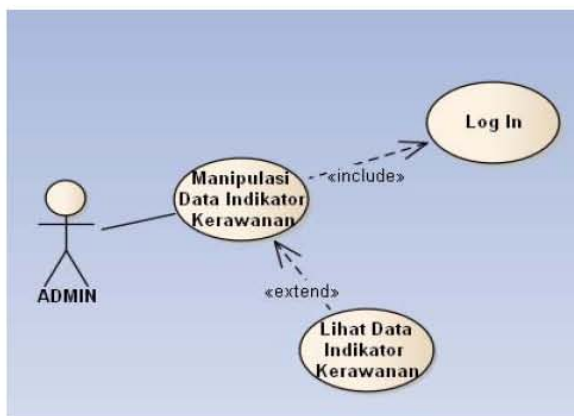 Log In
Manipulasi
Data Indikator
Kerawanan
«include»
ADMIN
«extend»
Lihat Data
Indikator
Kerawanan